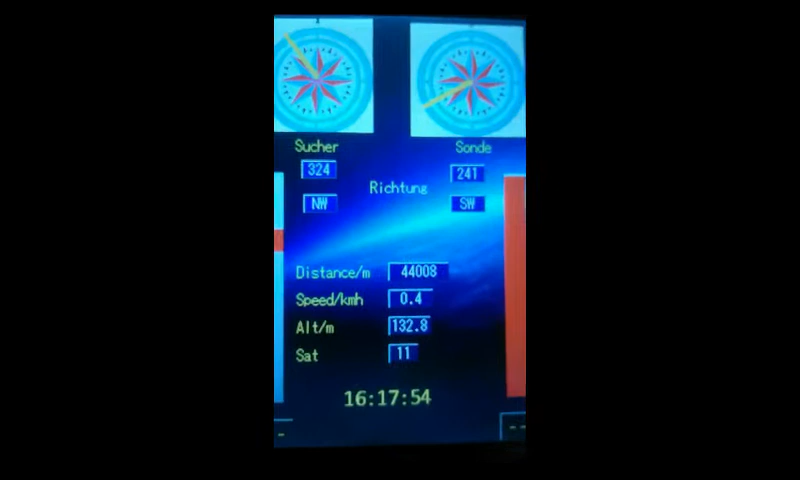 Sucher Sonde
324 241
Richtung
NW SW
Distance/m 44008
Speed/kmh 0.4
Alt/m 132.8
Sat 11
16:17:54
- --